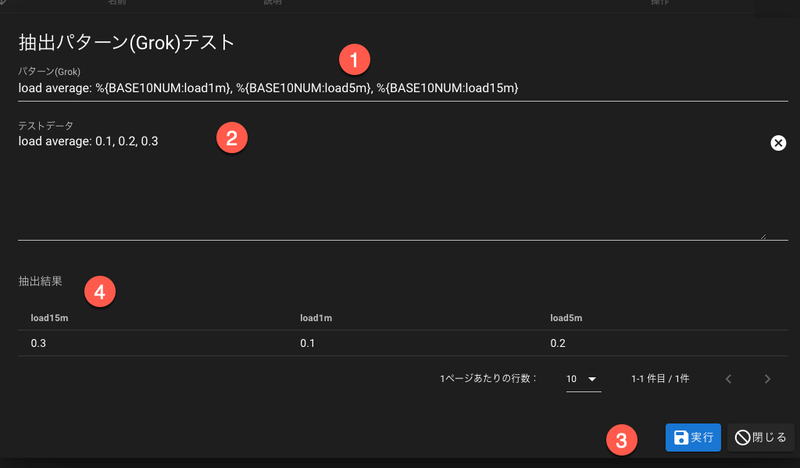 名前 説明 操作
抽出パターン(Grok)テスト
1
パターン(Grok)
load average: %{BASE10NUM:load1m}, %{BASE10NUM:load5m}, %{BASE10NUM:load15m}
テストデータ
2
load average: 0.1, 0.2, 0.3
抽出結果
4
load15m load1m load5m
0.3 0.1 0.2
1ページあたりの行数： 10 1-1 件目 / 1件
3 実行 閉じる